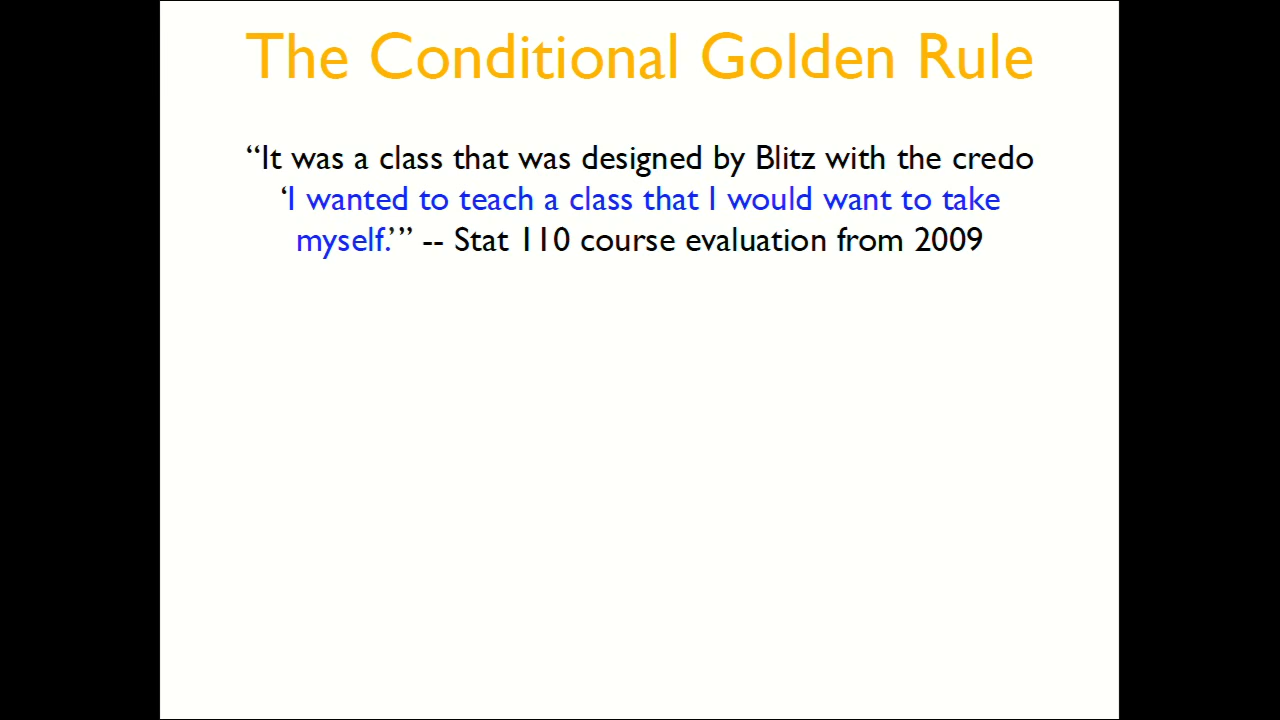 The Conditional Golden Rule
“It was a class that was designed by Blitz with the credo
‘I wanted to teach a class that I would want to take
myself.’” -- Stat 110 course evaluation from 2009